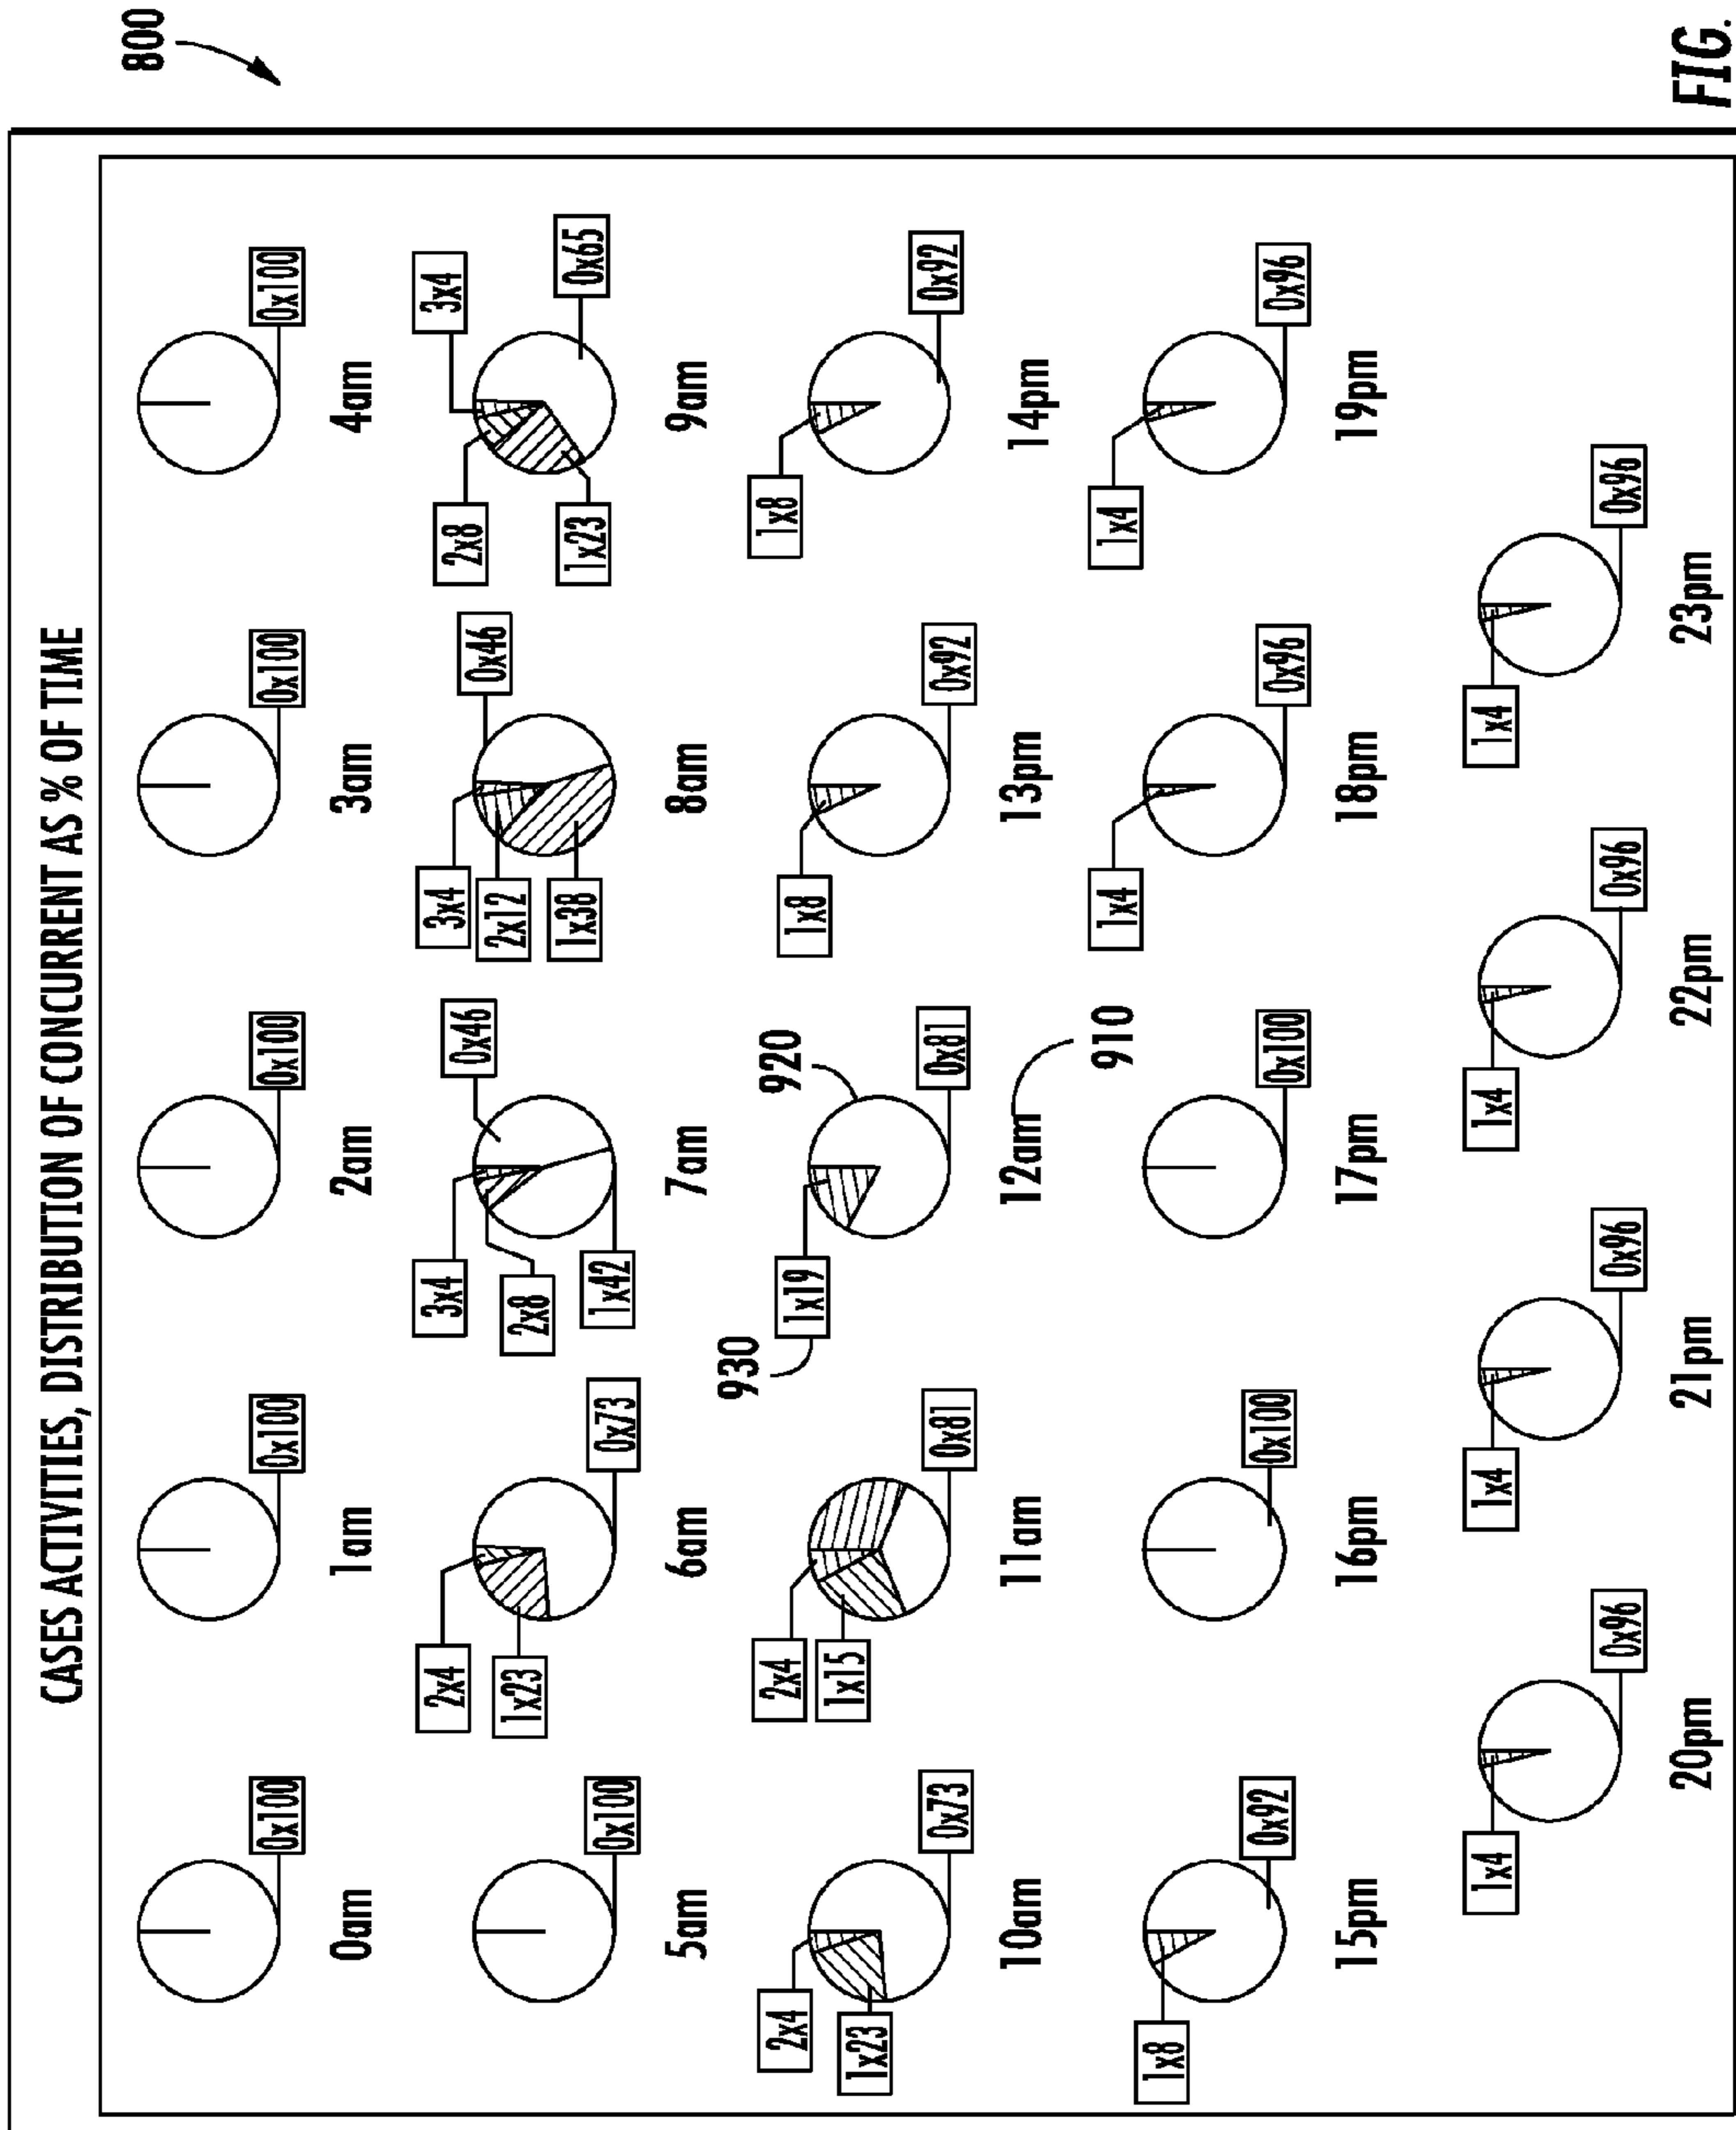 800
CASES ACTIVITIES, DISTRIBUTION OF CONCURRENT AS % OF TIME
0x100
0x100
0x100
0x100
0x100
0am
1am
2am
3am
4am
0x100
2x4
1x23
0x73
3x4
2x8
1x42
0x46
3x4
2x12
1x38
0x46
3x4
2x8
1x23
0x65
5am
6am
7am
8am
9am
2x4
1x23
0x73
2x4
1x15
0x81
930
1x19
920
0x81
1x8
0x92
1x8
0x92
10am
11am
12am
13pm
14pm
910
1x8
0x92
0x100
0x100
1x4
0x96
1x4
0x96
15pm
16pm
17pm
18pm
19pm
1x4
0x96
1x4
0x96
1x4
0x96
1x4
0x96
20pm
21pm
22pm
23pm
FIG.